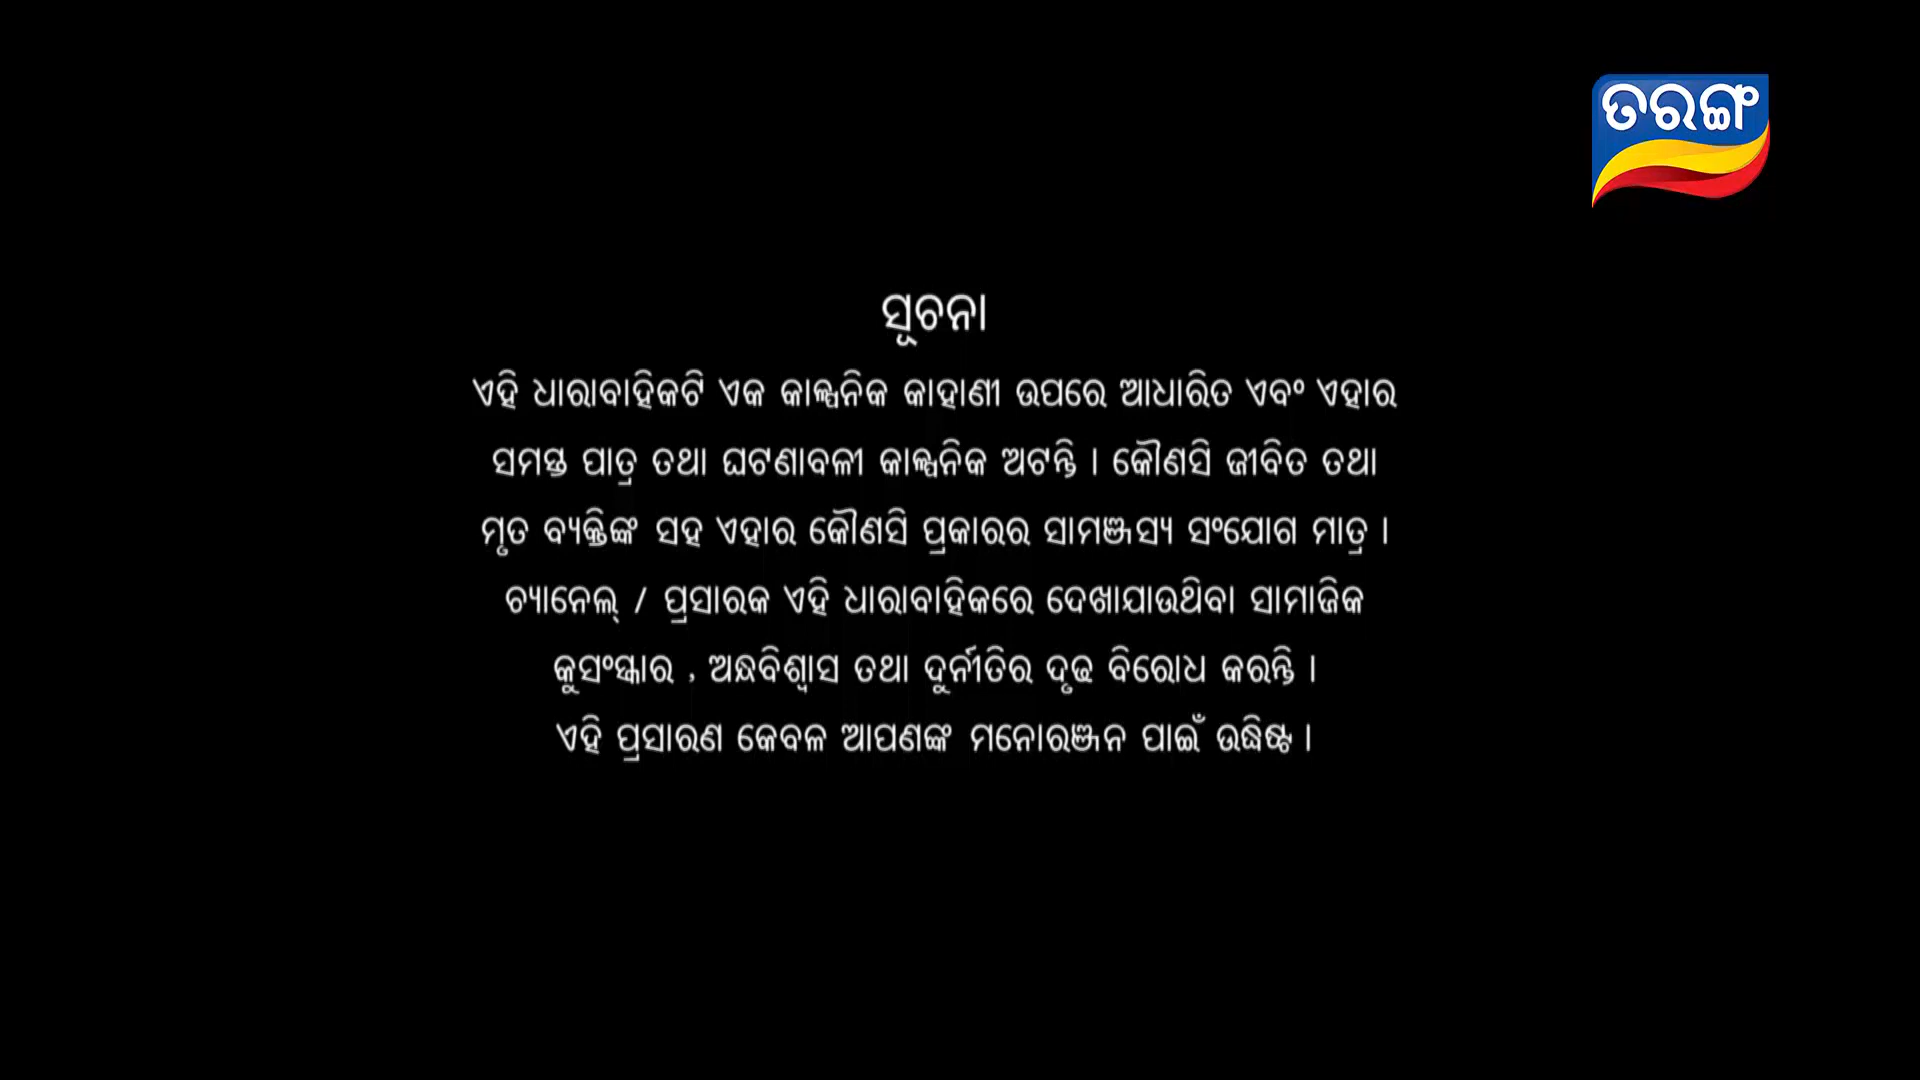 ତରଙ୍ଗ
ସୂଚନା
ଏହି ଧାରାବାହିକଟି ଏକ କାଳ୍ପନିକ କାହାଣୀ ଉପରେ ଆଧାରିତ ଏବଂ ଏହାର
ସମସ୍ତ ପାତ୍ର ତଥା ଘଟଣାବଳୀ କାଳ୍ପନିକ ଅଟନ୍ତି । କୌଣସି ଜୀବିତ ତଥା
ମୃତ ବ୍ୟକ୍ତିଙ୍କ ସହ ଏହାର କୌଣସି ପ୍ରକାରର ସାମଞ୍ଜସ୍ୟ ସଂଯୋଗ ମାତ୍ର ।
ଚ୍ୟାନେଲ୍ / ପ୍ରସାରକ ଏହି ଧାରାବାହିକରେ ଦେଖାଯାଉଥିବା ସାମାଜିକ
କୁସଂସ୍କାର , ଅନ୍ଧବିଶ୍ୱାସ ତଥା ଦୁର୍ନୀତିର ଦୃଢ ବିରୋଧ କରନ୍ତି ।
ଏହି ପ୍ରସାରଣ କେବଳ ଆପଣଙ୍କ ମନୋରଞ୍ଜନ ପାଇଁ ଉଦ୍ଧିଷ୍ଟ ।